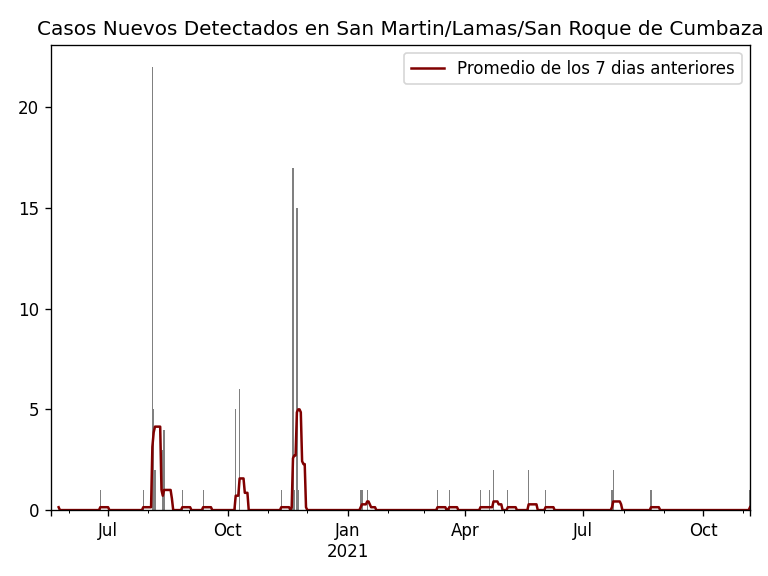 Casos Nuevos Detectados en San Martin/Lamas/San Roque de Cumbaza
Promedio de los 7 dias anteriores
20
15
10
5
0
Jul Oct Jan Apr Jul Oct
2021